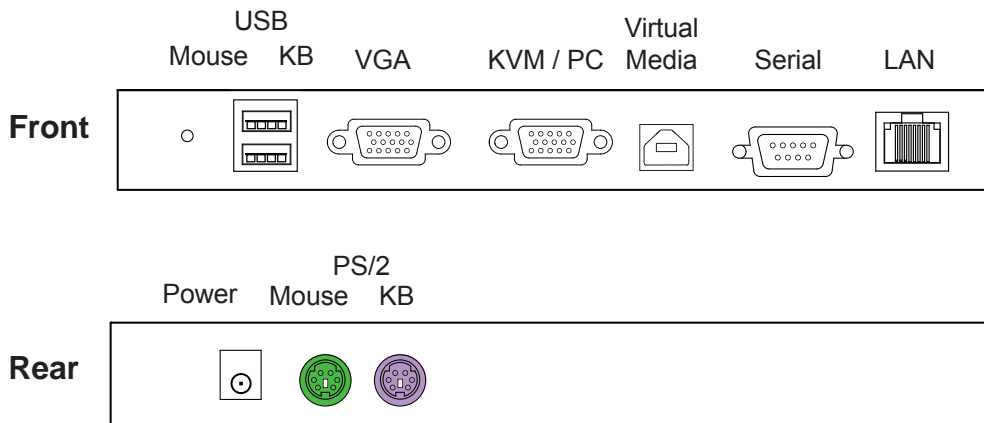 USB
Mouse KB VGA KVM / PC Virtual Media Serial LAN
Front
PS/2
Power Mouse KB
Rear